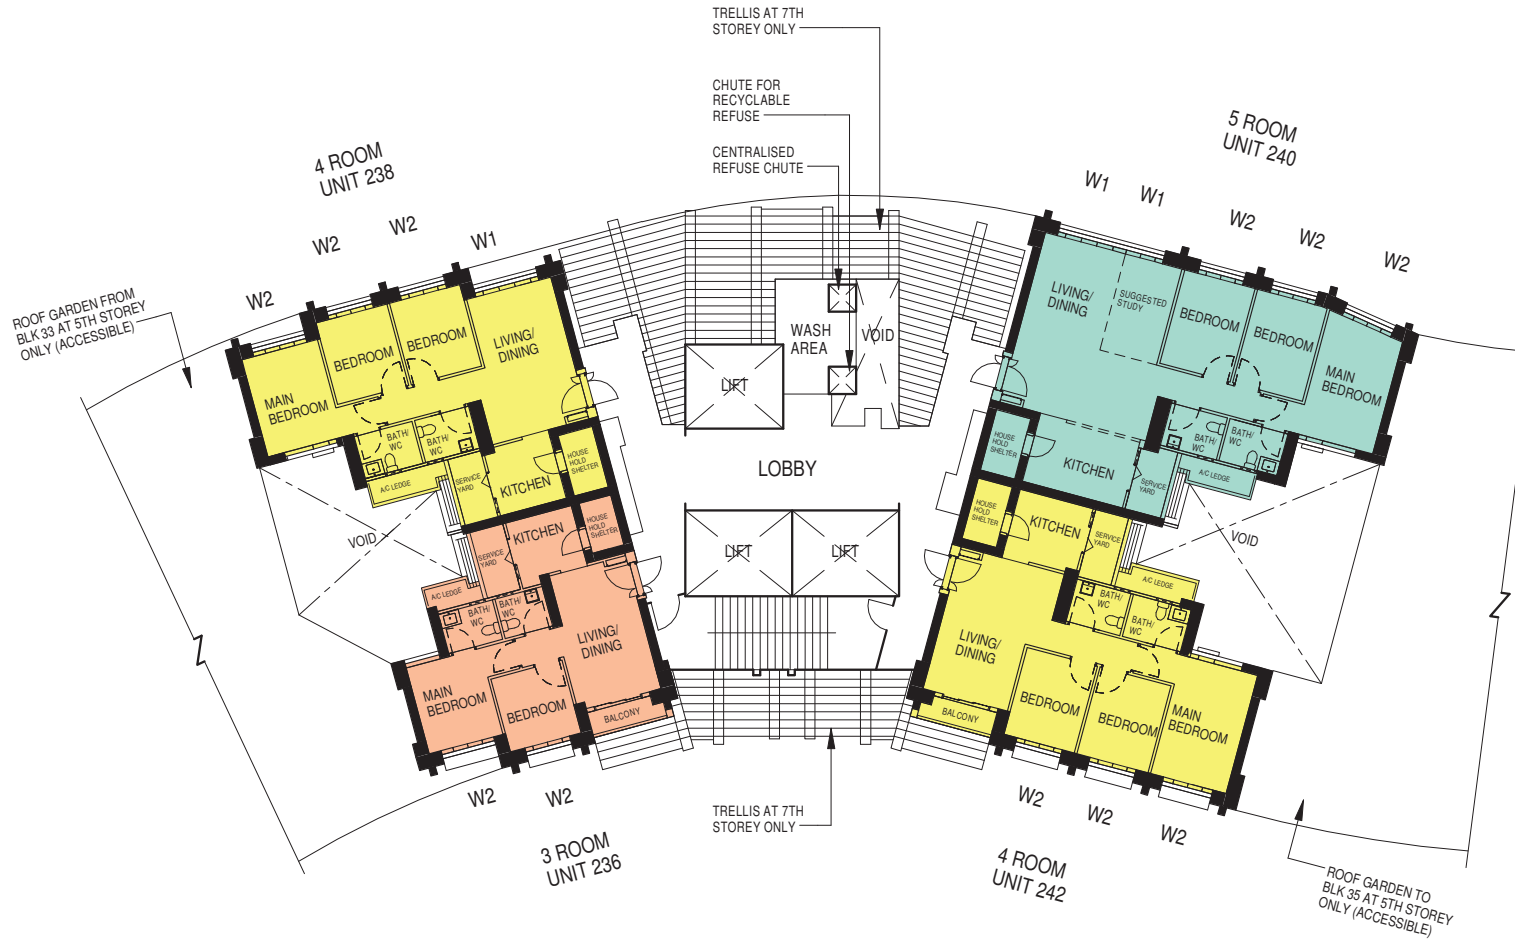 TRELLIS AT 7TH
STOREY ONLY
CHUTE FOR
RECYCLABLE
REFUSE
CENTRALISED
REFUSE CHUTE
4 ROOM
UNIT 238
5 ROOM
UNIT 240
W2
W2
W2
W1
W1
W1
W2
W2
W2
ROOF GARDEN FROM
BLK 33 AT 5TH STOREY
ONLY (ACCESSIBLE)
MAIN
BEDROOM
BEDROOM
BEDROOM
LIVING/
DINING
BATH/
WC
BATH/
WC
A/C LEDGE
SERVICE
YARD
KITCHEN
HOUSE
HOLD
SHELTER
VOID
WASH
AREA
VOID
LIFT
LOBBY
LIFT
LIFT
LIVING/
DINING
SUGGESTED
STUDY
BEDROOM
BEDROOM
MAIN
BEDROOM
HOUSE
HOLD
SHELTER
KITCHEN
SERVICE
YARD
BATH/
WC
BATH/
WC
A/C LEDGE
VOID
KITCHEN
HOUSE
HOLD
SHELTER
SERVICE
YARD
A/C LEDGE
BATH/
WC
BATH/
WC
LIVING/
DINING
MAIN
BEDROOM
BEDROOM
BALCONY
HOUSE
HOLD
SHELTER
KITCHEN
SERVICE
YARD
A/C LEDGE
BATH/
WC
BATH/
WC
LIVING/
DINING
BEDROOM
BEDROOM
MAIN
BEDROOM
BALCONY
W2
W2
W2
W2
W2
TRELLIS AT 7TH
STOREY ONLY
3 ROOM
UNIT 236
4 ROOM
UNIT 242
ROOF GARDEN TO
BLK 35 AT 5TH STOREY
ONLY (ACCESSIBLE)